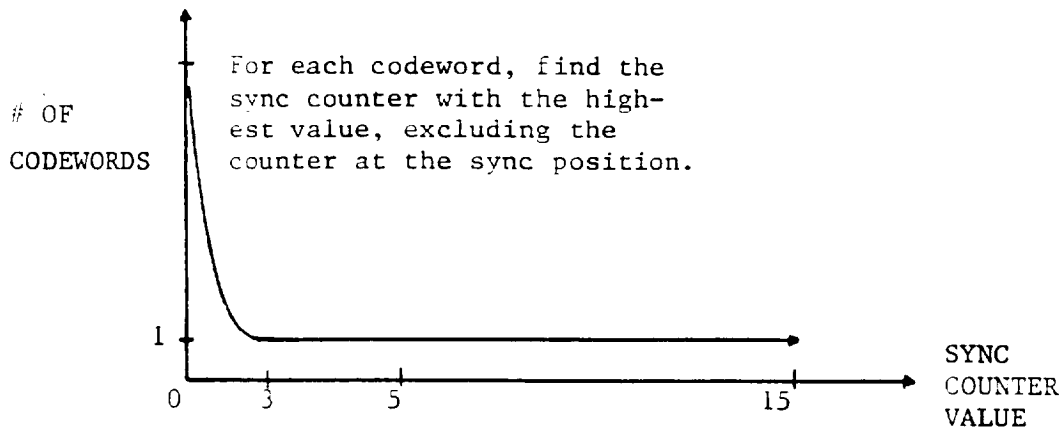 For each codeword, find the
sync counter with the high-
est value, excluding the
counter at the sync position.
# OF
CODEWORDS
1
0 3 5 15
SYNC
COUNTER
VALUE